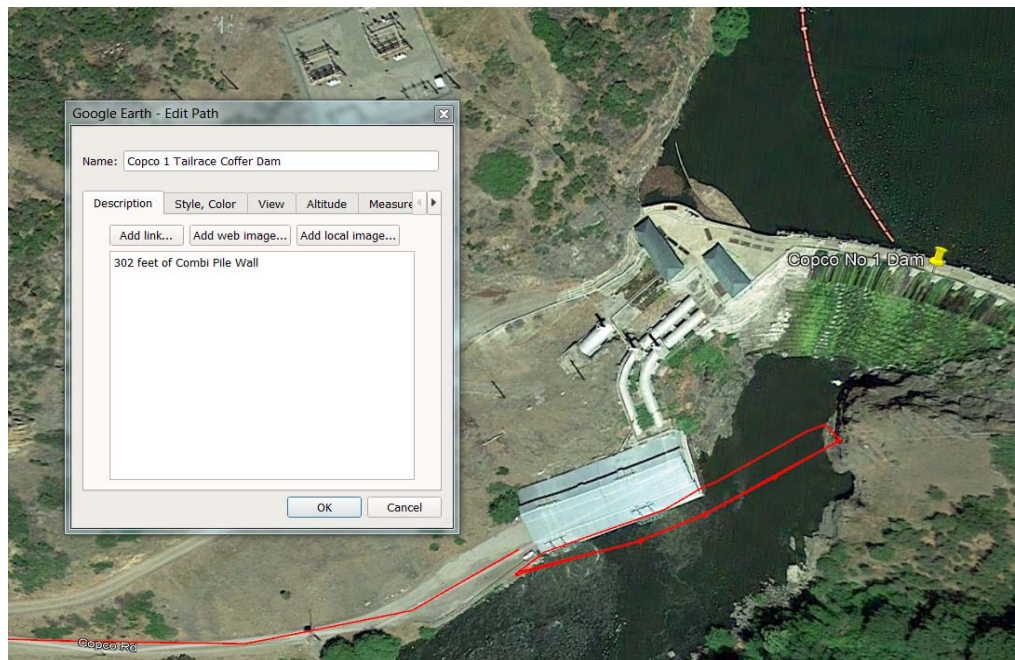 Google Earth - Edit Path
Name: Copco 1 Tailrace Coffer Dam
Description Style, Color View Altitude Measure
Add link... Add web image... Add local image...
302 feet of Combi Pile Wall
OK Cancel
Copco No 1 Dam
Copco Rd